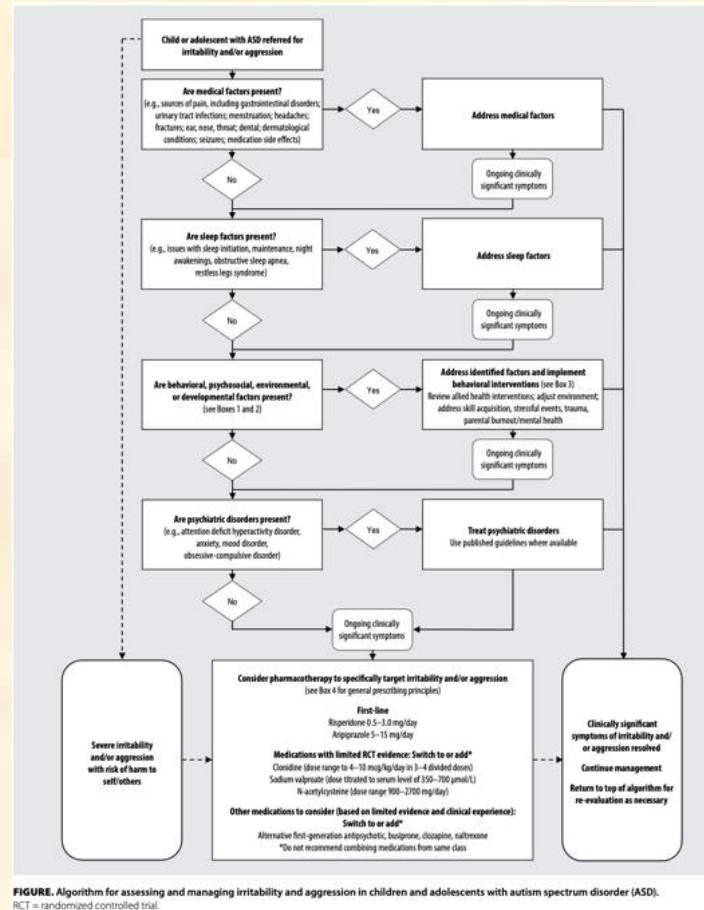 Child or adolescent with ASD referred for
irritability and/or aggression
Are medical factors present?
(e.g., sources of pain, including gastrointestinal disorders;
urinary tract infections; menstruation; headaches;
fractures; ear, nose, throat; dental; dermatological
conditions; seizures; medication side effects)
Yes
Address medical factors
No
Ongoing clinically
significant symptoms
Are sleep factors present?
(e.g., issues with sleep initiation, maintenance, night
awakenings, obstructive sleep apnea,
restless legs syndrome)
Yes
Address sleep factors
No
Ongoing clinically
significant symptoms
Are behavioral, psychosocial, environmental,
or developmental factors present?
(see Boxes 1 and 2)
Yes
Address identified factors and implement
behavioral interventions (see Box 3)
Review allied health interventions; adjust environment;
address skill acquisition, stressful events, trauma,
parental burnout/mental health
No
Ongoing clinically
significant symptoms
Are psychiatric disorders present?
(e.g., attention deficit hyperactivity disorder,
anxiety, mood disorder,
obsessive-compulsive disorder)
Yes
Treat psychiatric disorders
Use published guidelines where available
No
Ongoing clinically
significant symptoms
Severe irritability
and/or aggression
with risk of harm to
self/others
Consider pharmacotherapy to specifically target irritability and/or aggression
(see Box 4 for general prescribing principles)
First-line
Risperidone 0.5–3.0 mg/day
Aripiprazole 5–15 mg/day
Medications with limited RCT evidence: Switch to or add*
Clonidine (dose range to 4–10 mcg/kg/day in 3–4 divided doses)
Sodium valproate (dose titrated to serum level of 350–700 µmol/L)
N-acetylcysteine (dose range 900–2700 mg/day)
Other medications to consider (based on limited evidence and clinical experience):
Switch to or add*
Alternative first-generation antipsychotic, busiprone, clozapine, naltrexone
*Do not recommend combining medications from same class
Clinically significant
symptoms of irritability and/
or aggression resolved
Continue management
Return to top of algorithm for
re-evaluation as necessary
FIGURE. Algorithm for assessing and managing irritability and aggression in children and adolescents with autism spectrum disorder (ASD).
RCT = randomized controlled trial.